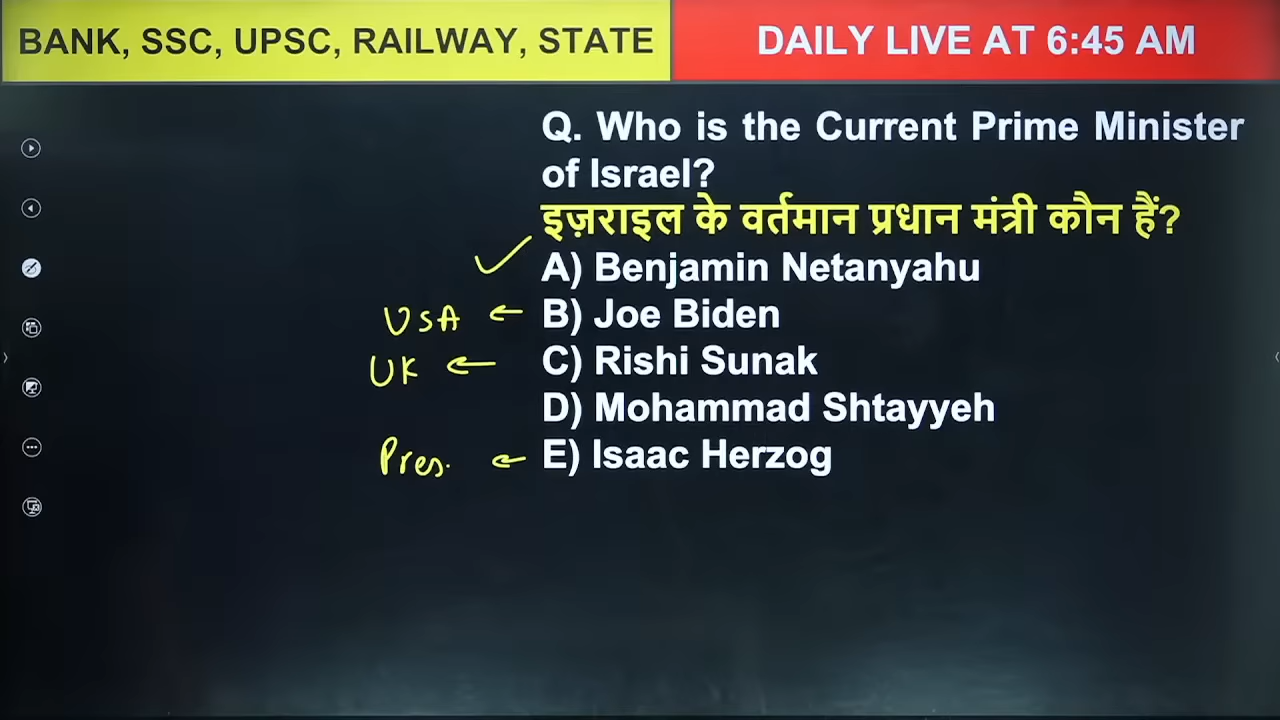 BANK, SSC, UPSC, RAILWAY, STATE
DAILY LIVE AT 6:45 AM
Q. Who is the Current Prime Minister
of Israel?
इज़राइल के वर्तमान प्रधान मंत्री कौन हैं?
A) Benjamin Netanyahu
USA B) Joe Biden
UK C) Rishi Sunak
D) Mohammad Shtayyeh
Pres. E) Isaac Herzog